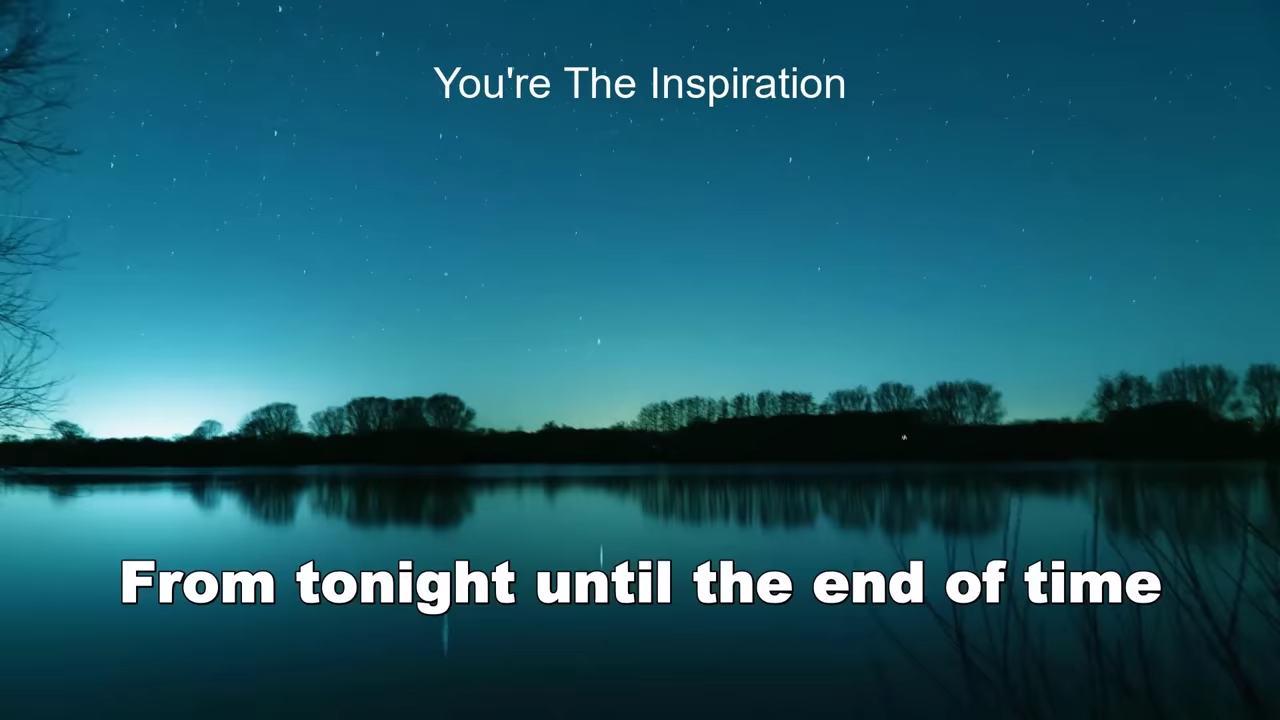 You're The Inspiration
From tonight until the end of time